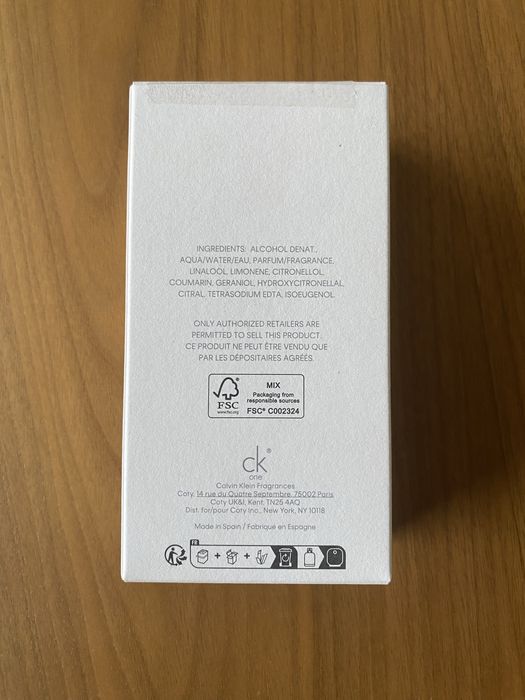 INGREDIENTS: ALCOHOL DENAT.,
AQUA/WATER/EAU, PARFUM/FRAGRANCE,
LINALOOL, LIMONENE, CITRONELLOL,
COUMARIN, GERANIOL, HYDROXYCITRONELLAL,
CITRAL, TETRASODIUM EDTA, ISOEUGENOL.
ONLY AUTHORIZED RETAILERS ARE
PERMITTED TO SELL THIS PRODUCT.
CE PRODUIT NE PEUT ÊTRE VENDU QUE
PAR LES DÉPOSITAIRES AGRÉÉS.
FSC
www.fsc.org
MIX
Packaging from
responsible sources
FSC® C002324
ck®
one
Calvin Klein Fragrances
Coty, 14 rue du Quatre Septembre, 75002 Paris
Coty UK&I, Kent, TN25 4AQ
Dist. for/pour Coty Inc., New York, NY 10118
Made in Spain / Fabriqué en Espagne
FR
+ +